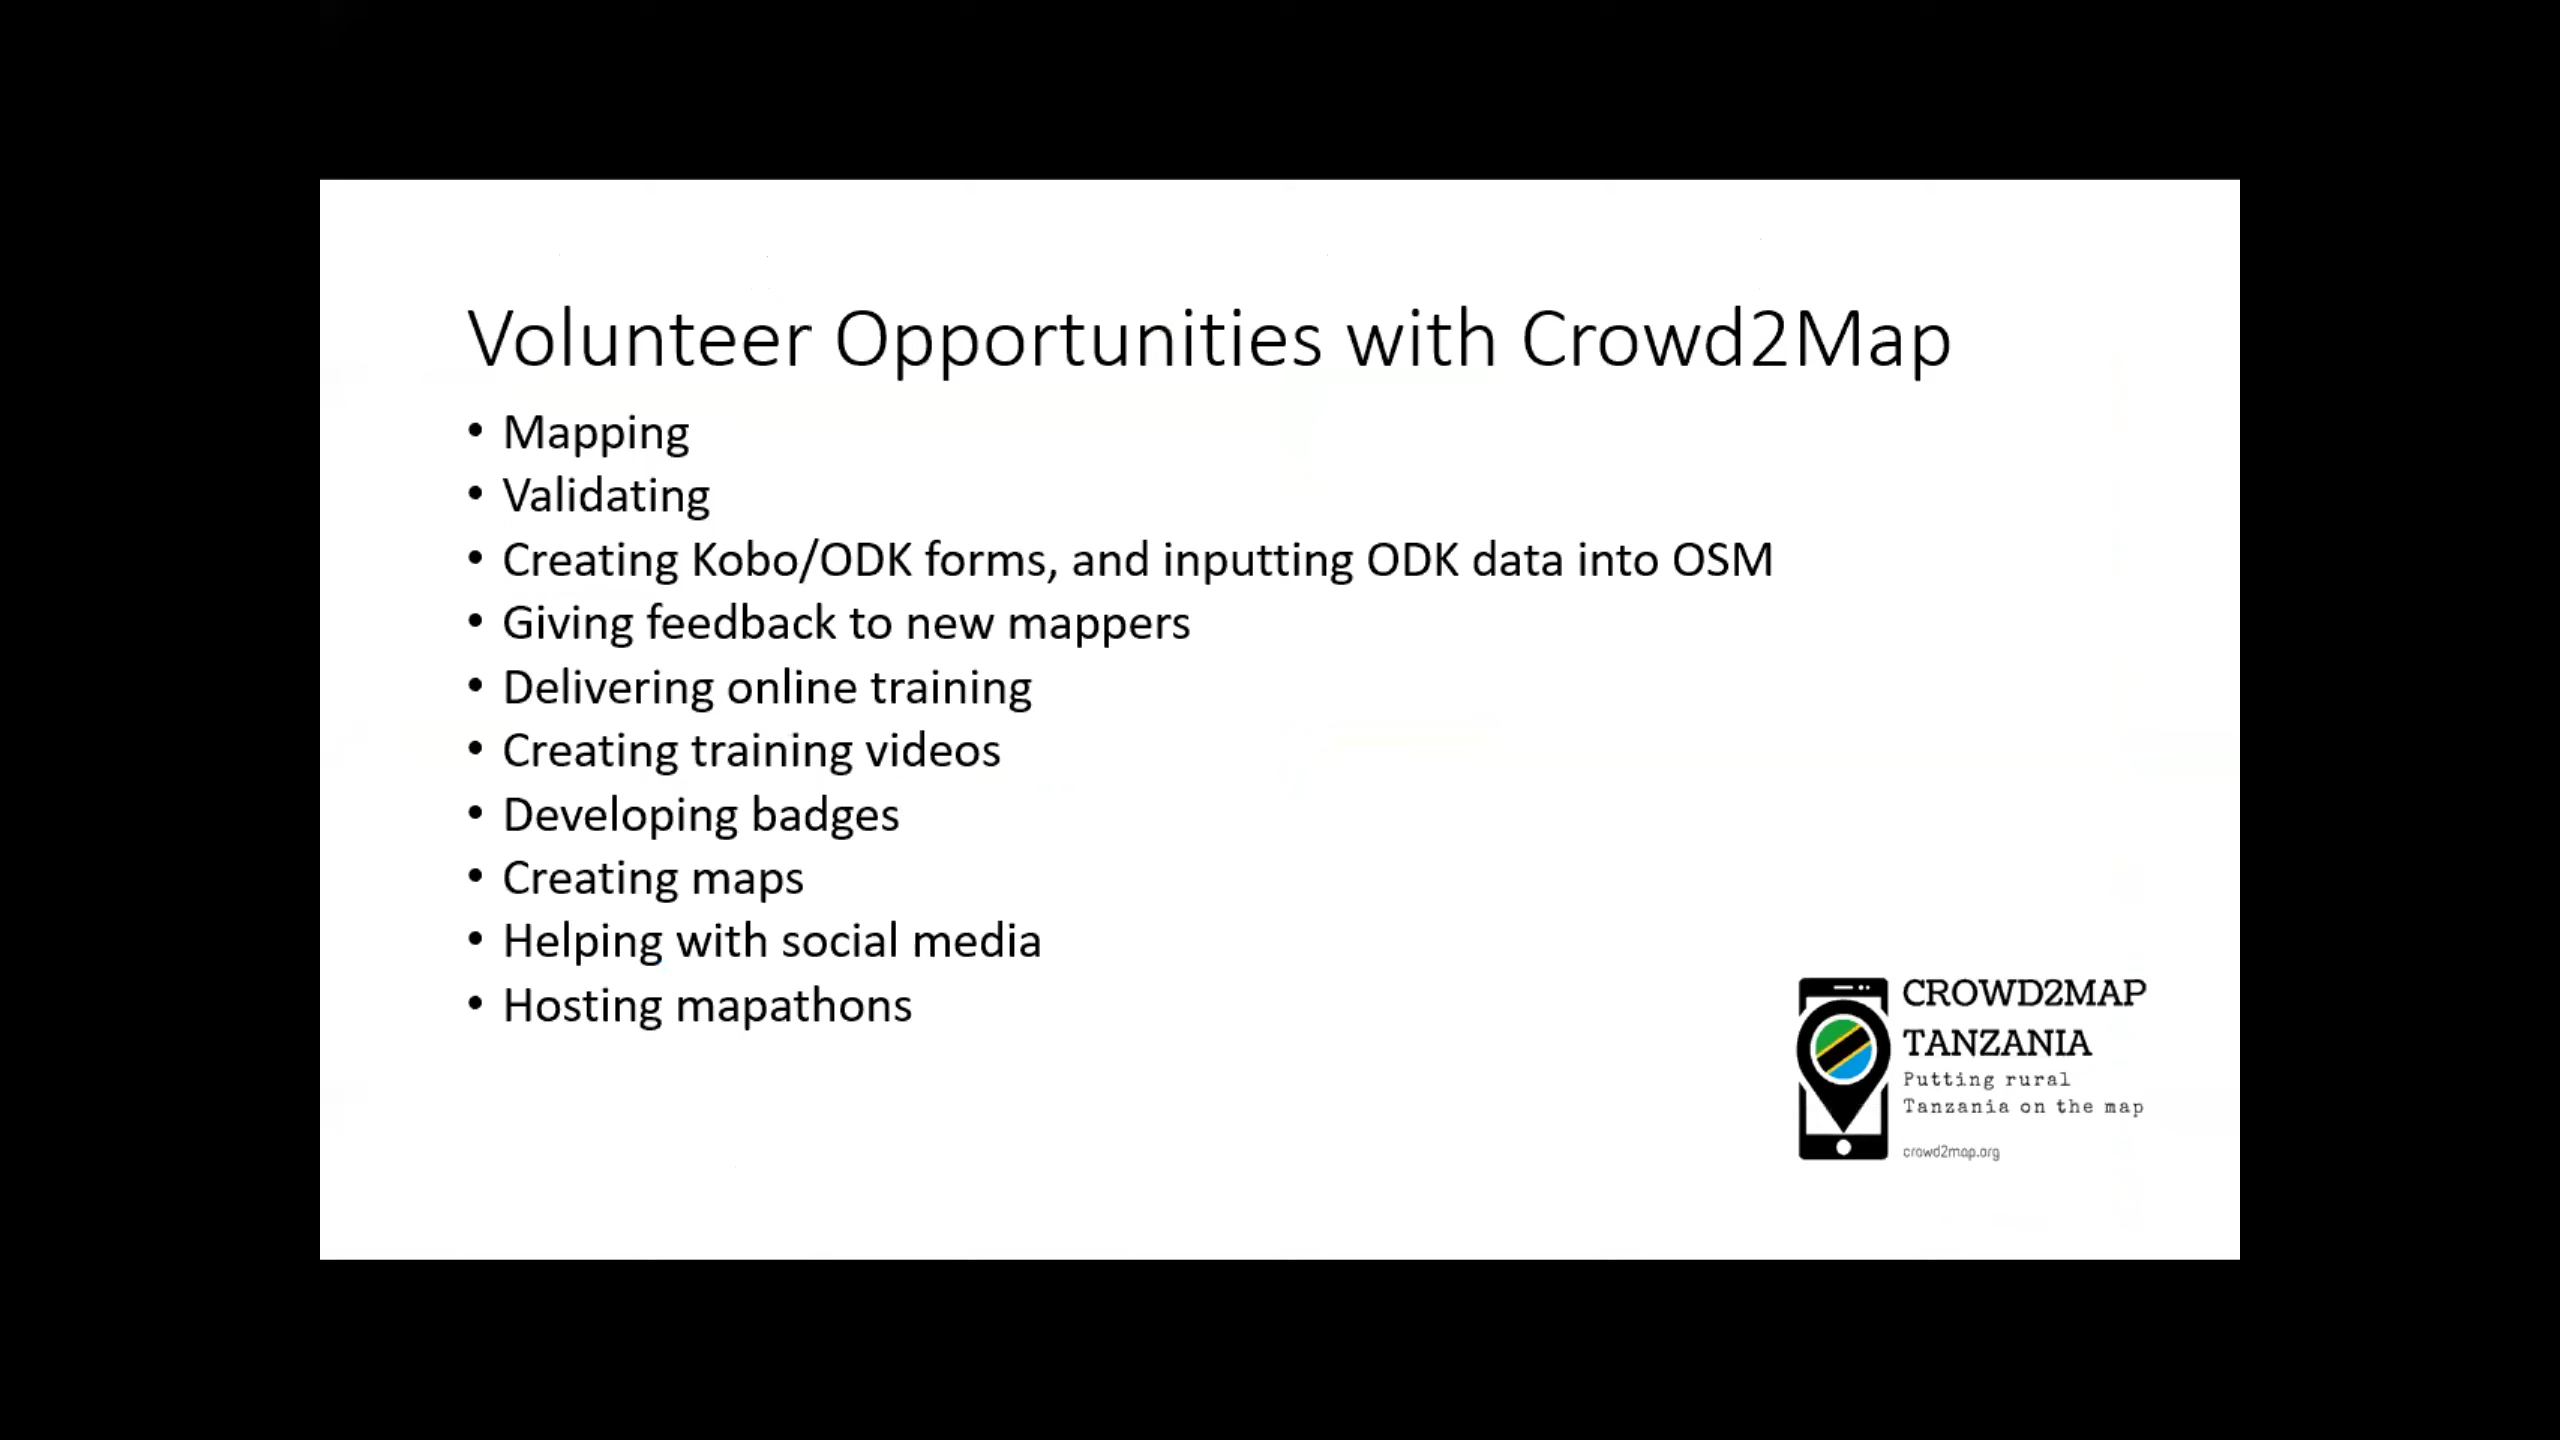 Volunteer Opportunities with Crowd2Map
• Mapping
• Validating
• Creating Kobo/ODK forms, and inputting ODK data into OSM
• Giving feedback to new mappers
• Delivering online training
• Creating training videos
• Developing badges
• Creating maps
• Helping with social media
• Hosting mapathons
CROWD2MAP
TANZANIA
Putting rural
Tanzania on the map
crowd2map.org